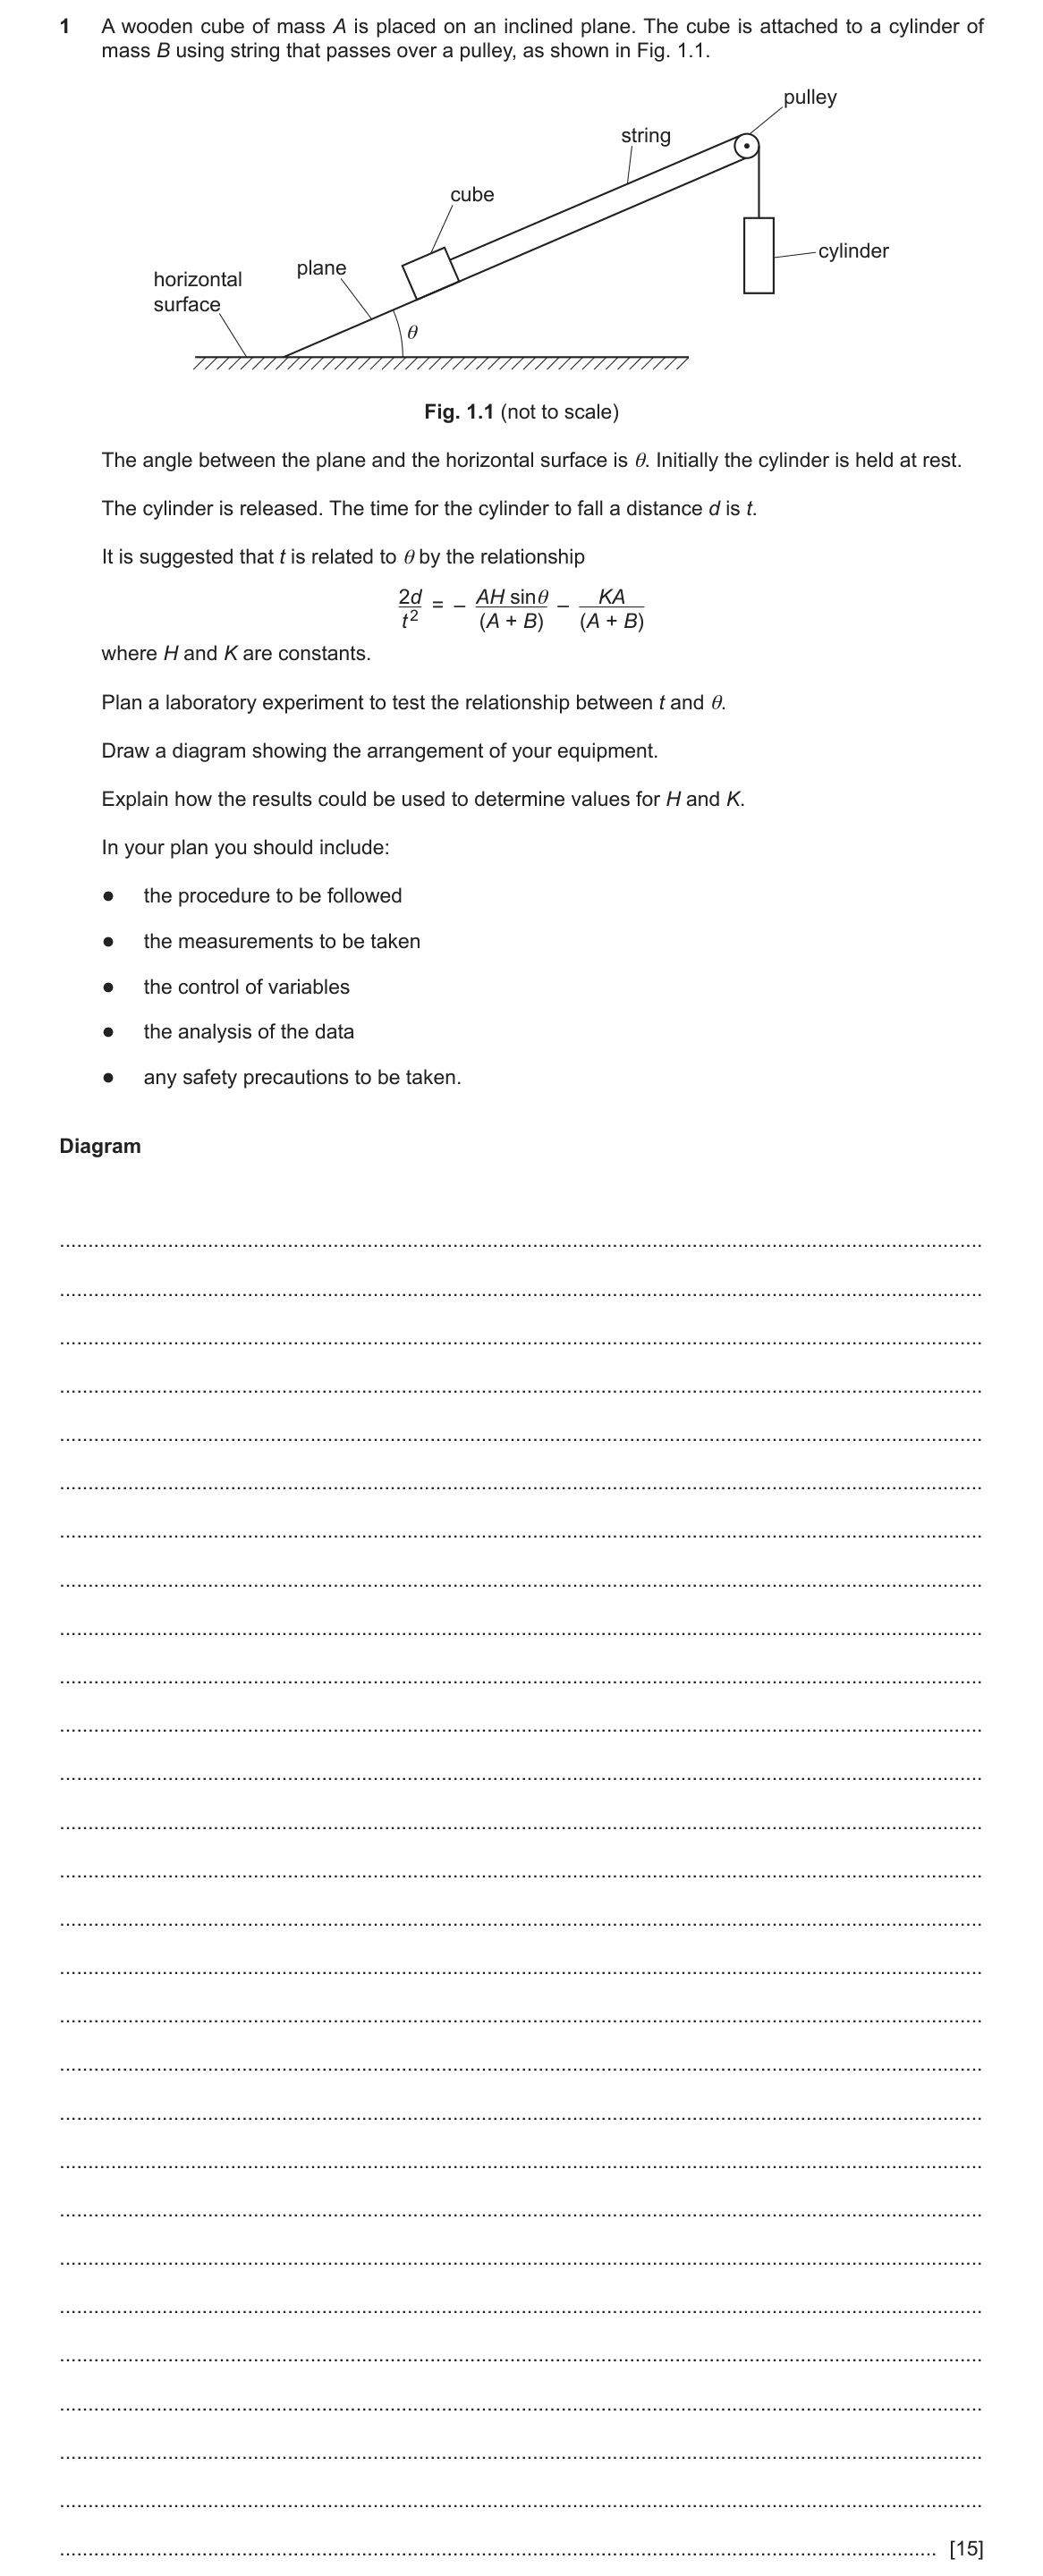 1 A wooden cube of mass A is placed on an inclined plane. The cube is attached to a cylinder of
mass B using string that passes over a pulley, as shown in Fig. 1.1.
pulley
string
cube
cylinder
plane
horizontal
surface
θ
Fig. 1.1 (not to scale)
The angle between the plane and the horizontal surface is θ. Initially the cylinder is held at rest.
The cylinder is released. The time for the cylinder to fall a distance d is t.
It is suggested that t is related to θ by the relationship
2d/t² = – AH sinθ/(A + B) – KA/(A + B)
where H and K are constants.
Plan a laboratory experiment to test the relationship between t and θ.
Draw a diagram showing the arrangement of your equipment.
Explain how the results could be used to determine values for H and K.
In your plan you should include:
● the procedure to be followed
● the measurements to be taken
● the control of variables
● the analysis of the data
● any safety precautions to be taken.
Diagram
[15]